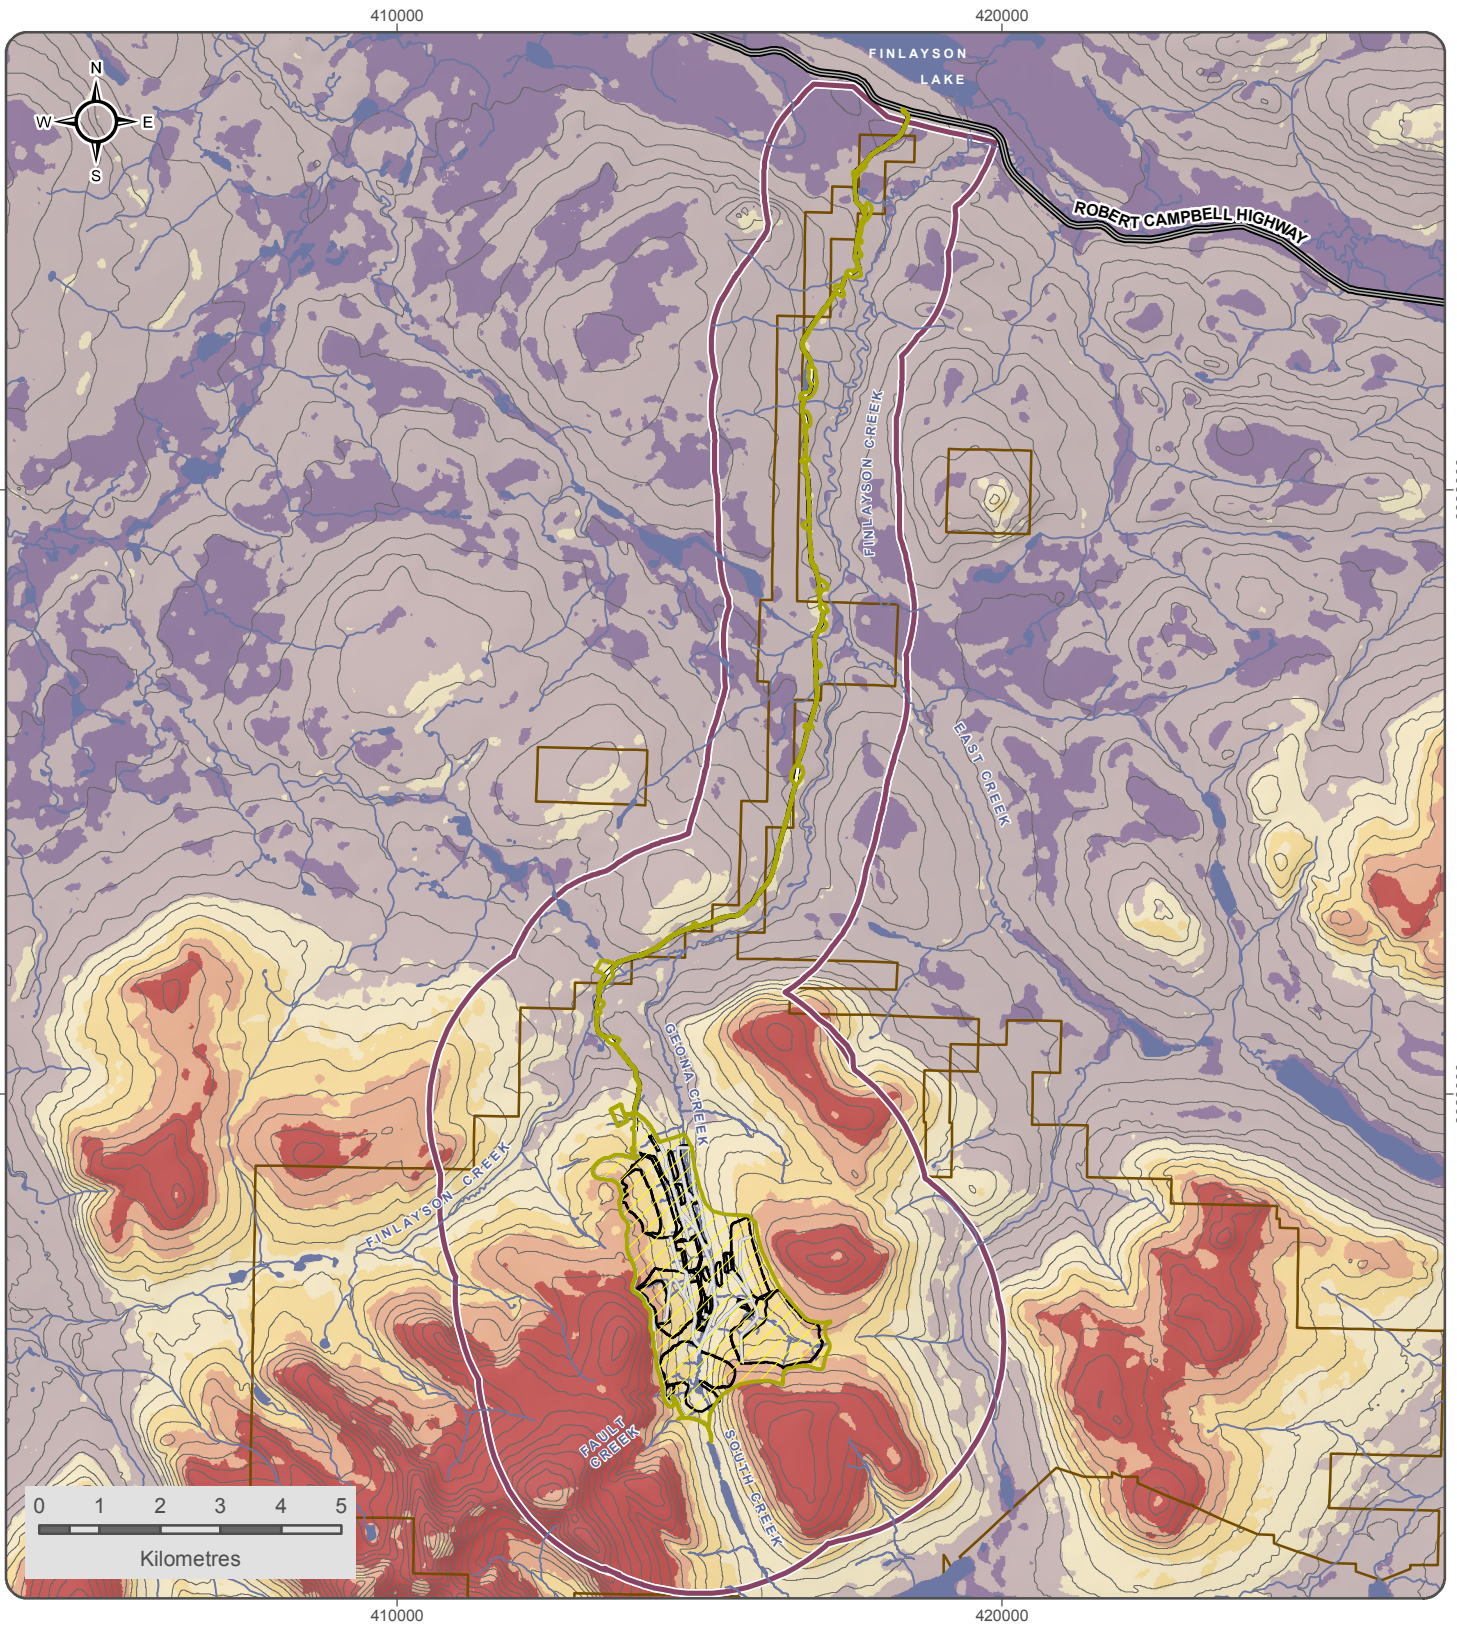 410000 420000
FINLAYSON
LAKE
N
W E
S
ROBERT CAMPBELL HIGHWAY
FINLAYSON CREEK
EAST CREEK
GEONA CREEK
FINLAYSON CREEK
FAULT
CREEK
SOUTH CREEK
0 1 2 3 4 5
Kilometres
410000 420000